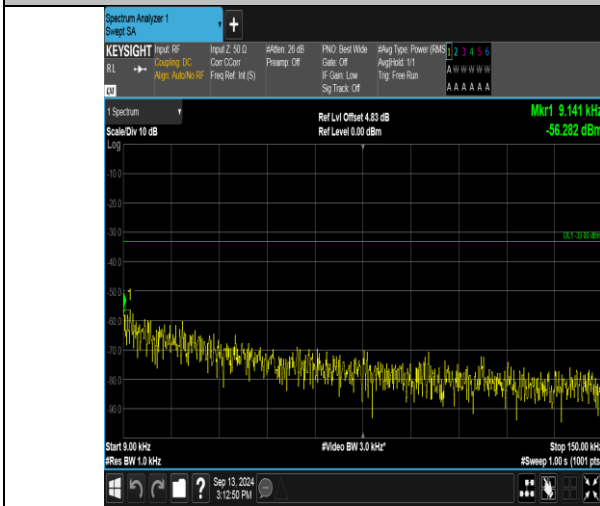 Spectrum Analyzer 1
Swept SA
+
KEYSIGHT Input: RF Input Z: 50 Ω #Atten: 26 dB PNO: Best Wide #Avg Type: Power (RMS 1 2 3 4 5 6
RL Coupling: DC Corr CCorr Preamp: Off Gate: Off Avg|Hold: 1/1 A W W W W W
Align: Auto/No RF Freq Ref: Int (S) IF Gain: Low Trig: Free Run
Sig Track: Off A A A A A A
1 Spectrum Ref Lvl Offset 4.83 dB Mkr1 9.141 kHz
Scale/Div 10 dB Ref Level 0.00 dBm -56.282 dBm
Log
-10.0
-20.0
-30.0
DL1 -33.00 dBm
-40.0
-50.0
1
-60.0
-70.0
-80.0
-90.0
Start 9.00 kHz #Video BW 3.0 kHz* Stop 150.00 kHz
#Res BW 1.0 kHz #Sweep 1.00 s (1001 pts
? Sep 13, 2024
3:12:50 PM